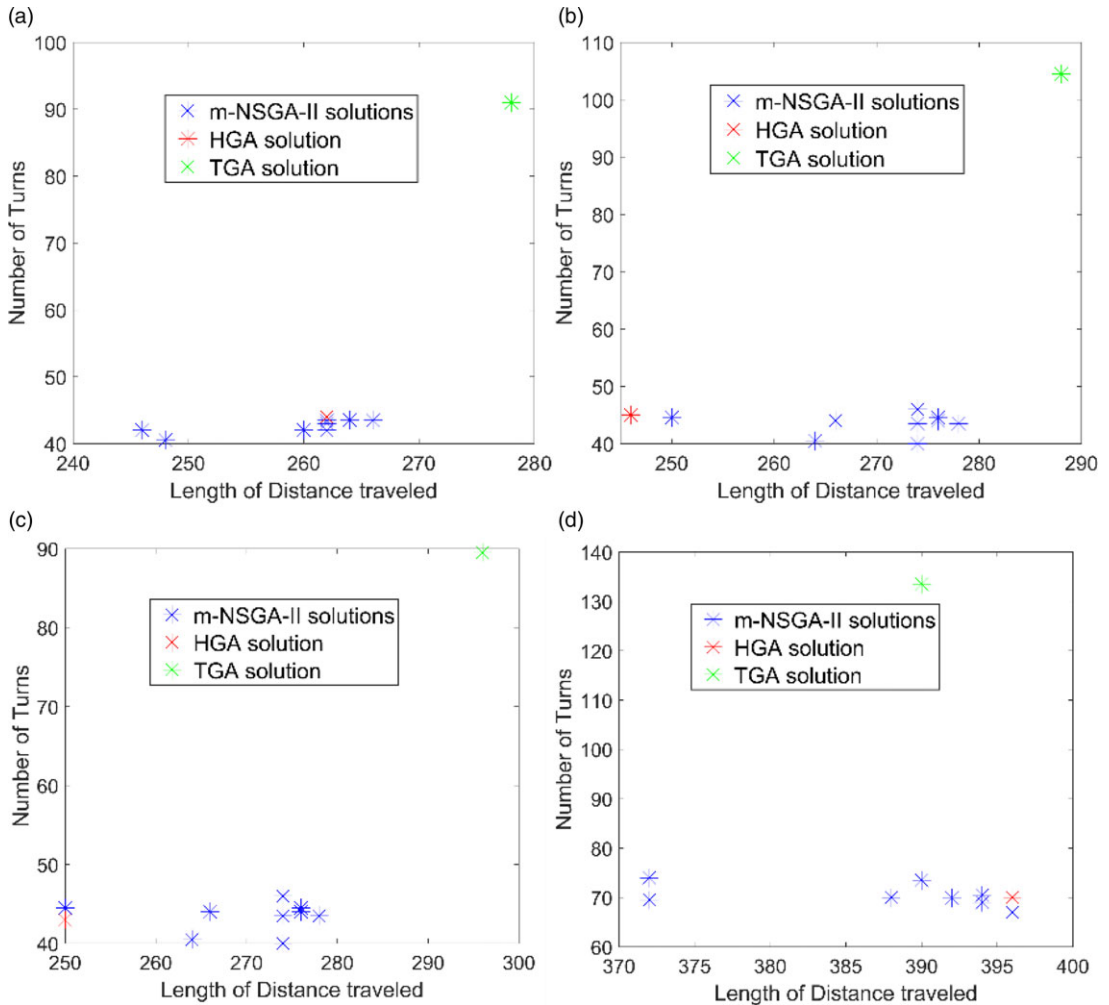 (a)
100
90
80
70
60
50
40
240
250
260
270
280
Number of Turns
Length of Distance traveled
m-NSGA-II solutions
HGA solution
TGA solution
(b)
110
100
90
80
70
60
50
40
250
260
270
280
290
Number of Turns
Length of Distance traveled
m-NSGA-II solutions
HGA solution
TGA solution
(c)
90
80
70
60
50
40
250
260
270
280
290
300
Number of Turns
Length of Distance traveled
m-NSGA-II solutions
HGA solution
TGA solution
(d)
140
130
120
110
100
90
80
70
60
370
375
380
385
390
395
400
Number of Turns
Length of Distance traveled
m-NSGA-II solutions
HGA solution
TGA solution